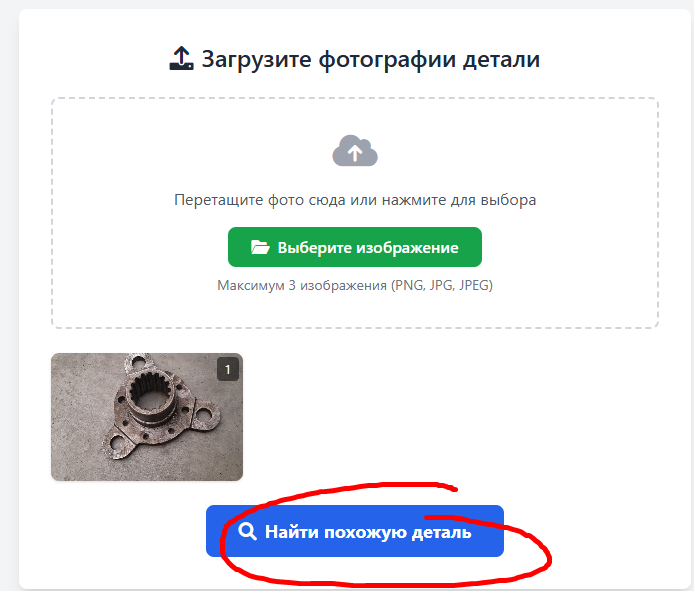 Загрузите фотографии детали
Перетащите фото сюда или нажмите для выбора
Выберите изображение
Максимум 3 изображения (PNG, JPG, JPEG)
1
Найти похожую деталь